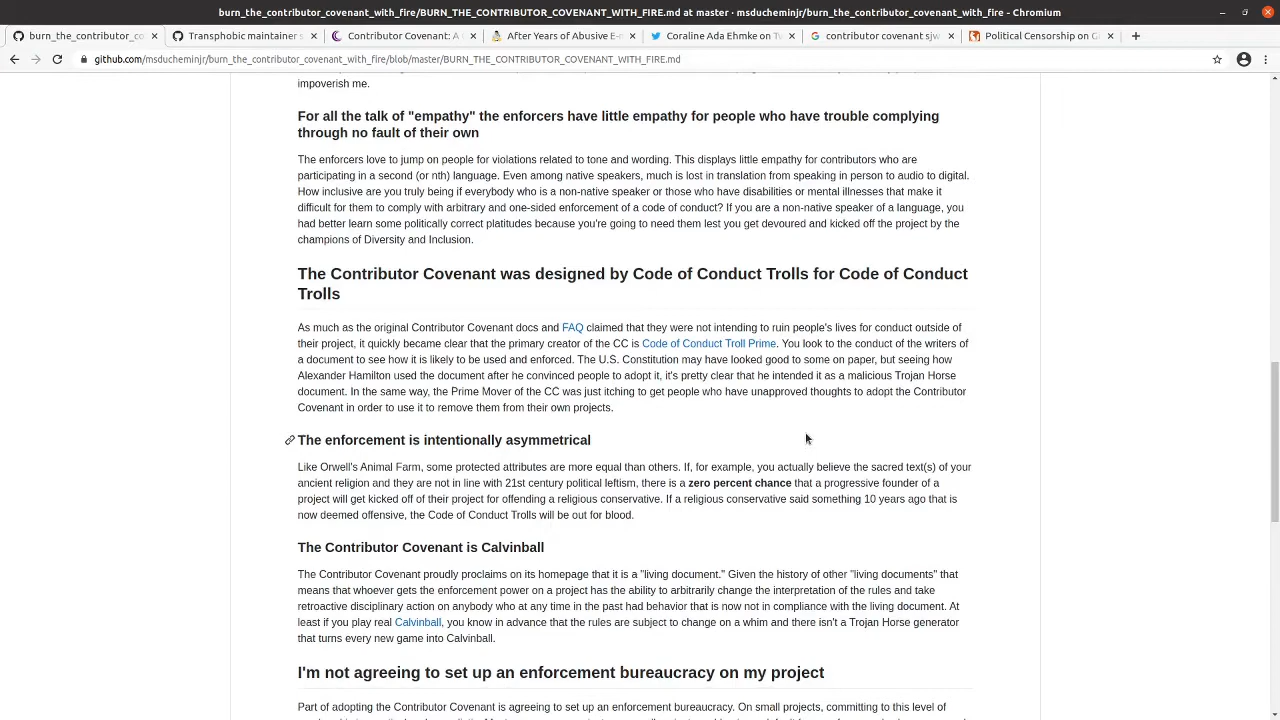 burn_the_contributor_covenant_with_fire/BURN_THE_CONTRIBUTOR_COVENANT_WITH_FIRE.md at master · msducheminjr/burn_the_contributor_covenant_with_fire - Chromium
burn_the_contributor_co
Transphobic maintainer s
Contributor Covenant: A C
After Years of Abusive E-m
Coraline Ada Ehmke on Tw
contributor covenant sjw
Political Censorship on G
github.com/msducheminjr/burn_the_contributor_covenant_with_fire/blob/master/BURN_THE_CONTRIBUTOR_COVENANT_WITH_FIRE.md
impoverish me.
For all the talk of "empathy" the enforcers have little empathy for people who have trouble complying
through no fault of their own
The enforcers love to jump on people for violations related to tone and wording. This displays little empathy for contributors who are
participating in a second (or nth) language. Even among native speakers, much is lost in translation from speaking in person to audio to digital.
How inclusive are you truly being if everybody who is a non-native speaker or those who have disabilities or mental illnesses that make it
difficult for them to comply with arbitrary and one-sided enforcement of a code of conduct? If you are a non-native speaker of a language, you
had better learn some politically correct platitudes because you're going to need them lest you get devoured and kicked off the project by the
champions of Diversity and Inclusion.
The Contributor Covenant was designed by Code of Conduct Trolls for Code of Conduct
Trolls
As much as the original Contributor Covenant docs and FAQ claimed that they were not intending to ruin people's lives for conduct outside of
their project, it quickly became clear that the primary creator of the CC is Code of Conduct Troll Prime. You look to the conduct of the writers of
a document to see how it is likely to be used and enforced. The U.S. Constitution may have looked good to some on paper, but seeing how
Alexander Hamilton used the document after he convinced people to adopt it, it's pretty clear that he intended it as a malicious Trojan Horse
document. In the same way, the Prime Mover of the CC was just itching to get people who have unapproved thoughts to adopt the Contributor
Covenant in order to use it to remove them from their own projects.
The enforcement is intentionally asymmetrical
Like Orwell's Animal Farm, some protected attributes are more equal than others. If, for example, you actually believe the sacred text(s) of your
ancient religion and they are not in line with 21st century political leftism, there is a zero percent chance that a progressive founder of a
project will get kicked off of their project for offending a religious conservative. If a religious conservative said something 10 years ago that is
now deemed offensive, the Code of Conduct Trolls will be out for blood.
The Contributor Covenant is Calvinball
The Contributor Covenant proudly proclaims on its homepage that it is a "living document." Given the history of other "living documents" that
means that whoever gets the enforcement power on a project has the ability to arbitrarily change the interpretation of the rules and take
retroactive disciplinary action on anybody who at any time in the past had behavior that is now not in compliance with the living document. At
least if you play real Calvinball, you know in advance that the rules are subject to change on a whim and there isn't a Trojan Horse generator
that turns every new game into Calvinball.
I'm not agreeing to set up an enforcement bureaucracy on my project
Part of adopting the Contributor Covenant is agreeing to set up an enforcement bureaucracy. On small projects, committing to this level of